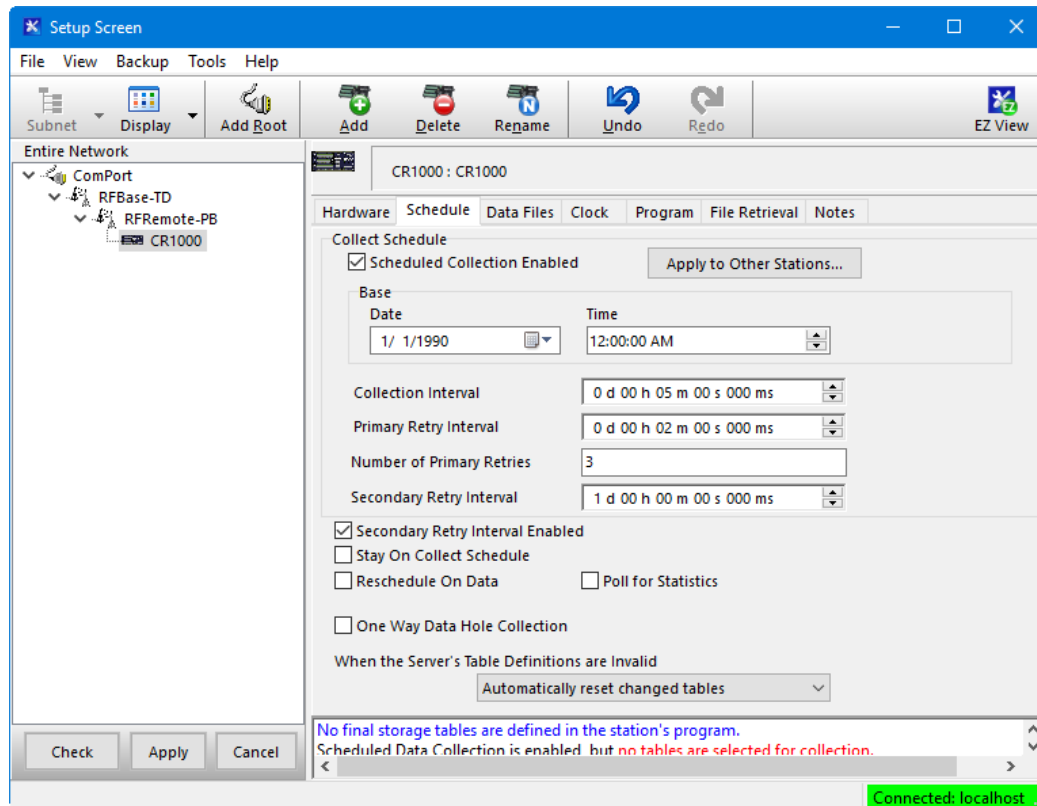 Setup Screen
File View Backup Tools Help
Subnet Display Add Root Add Delete Rename Undo Redo EZ View
Entire Network
ComPort
RFBase-TD
RFRemote-PB
CR1000
CR1000 : CR1000
Hardware Schedule Data Files Clock Program File Retrieval Notes
Collect Schedule
Scheduled Collection Enabled Apply to Other Stations...
Base
Date Time
1/ 1/1990 12:00:00 AM
Collection Interval 0 d 00 h 05 m 00 s 000 ms
Primary Retry Interval 0 d 00 h 02 m 00 s 000 ms
Number of Primary Retries 3
Secondary Retry Interval 1 d 00 h 00 m 00 s 000 ms
Secondary Retry Interval Enabled
Stay On Collect Schedule
Reschedule On Data Poll for Statistics
One Way Data Hole Collection
When the Server's Table Definitions are Invalid
Automatically reset changed tables
No final storage tables are defined in the station's program.
Scheduled Data Collection is enabled, but no tables are selected for collection.
Check Apply Cancel
Connected: localhost